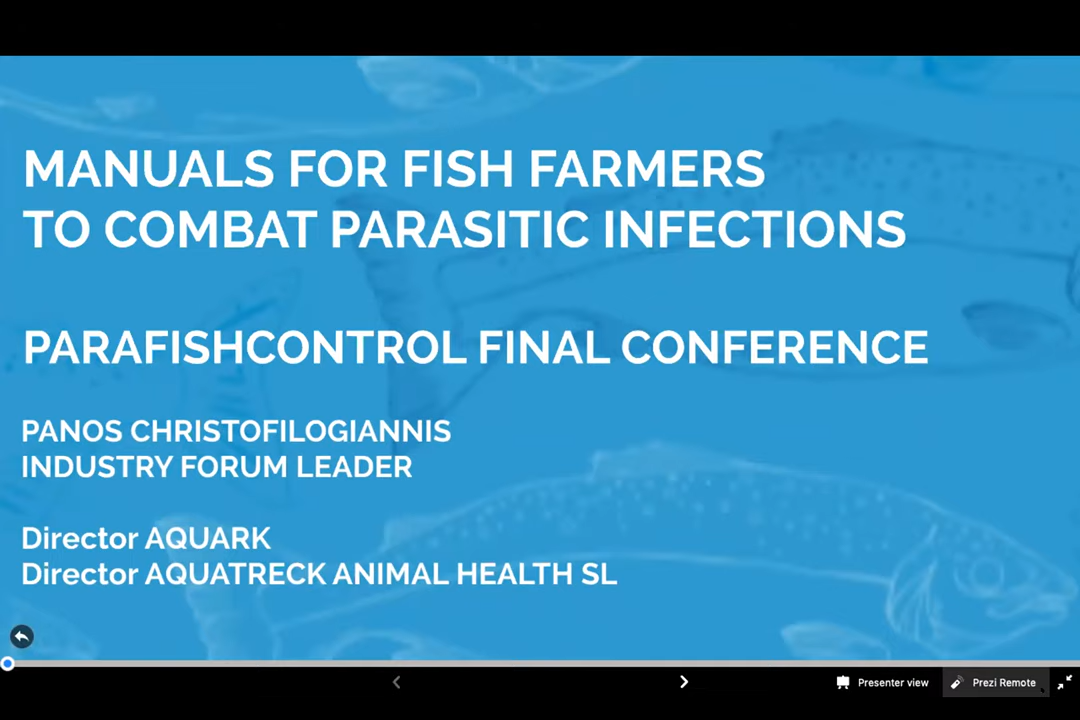 MANUALS FOR FISH FARMERS
TO COMBAT PARASITIC INFECTIONS
PARAFISHCONTROL FINAL CONFERENCE
PANOS CHRISTOFILOGIANNIS
INDUSTRY FORUM LEADER
Director AQUARK
Director AQUATRECK ANIMAL HEALTH SL
Presenter view Prezi Remote